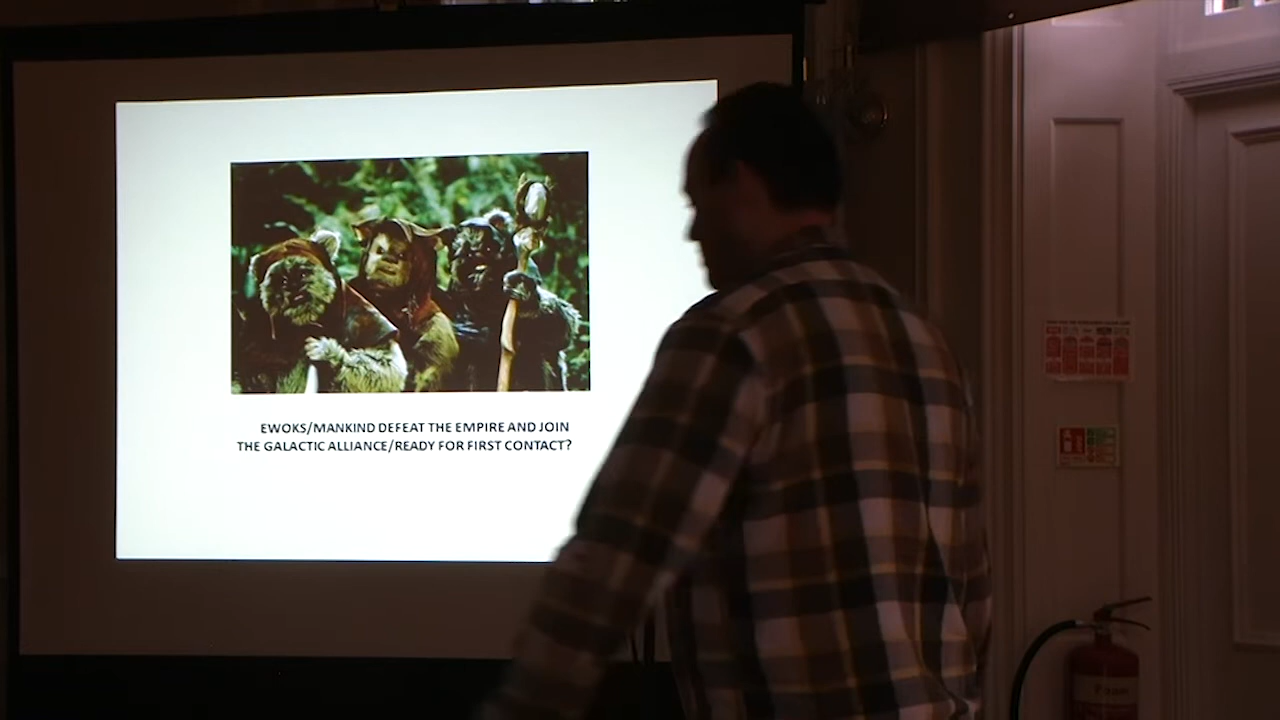 EWOKS/MANKIND DEFEAT THE EMPIRE AND JOIN
THE GALACTIC ALLIANCE/READY FOR FIRST CONTACT?